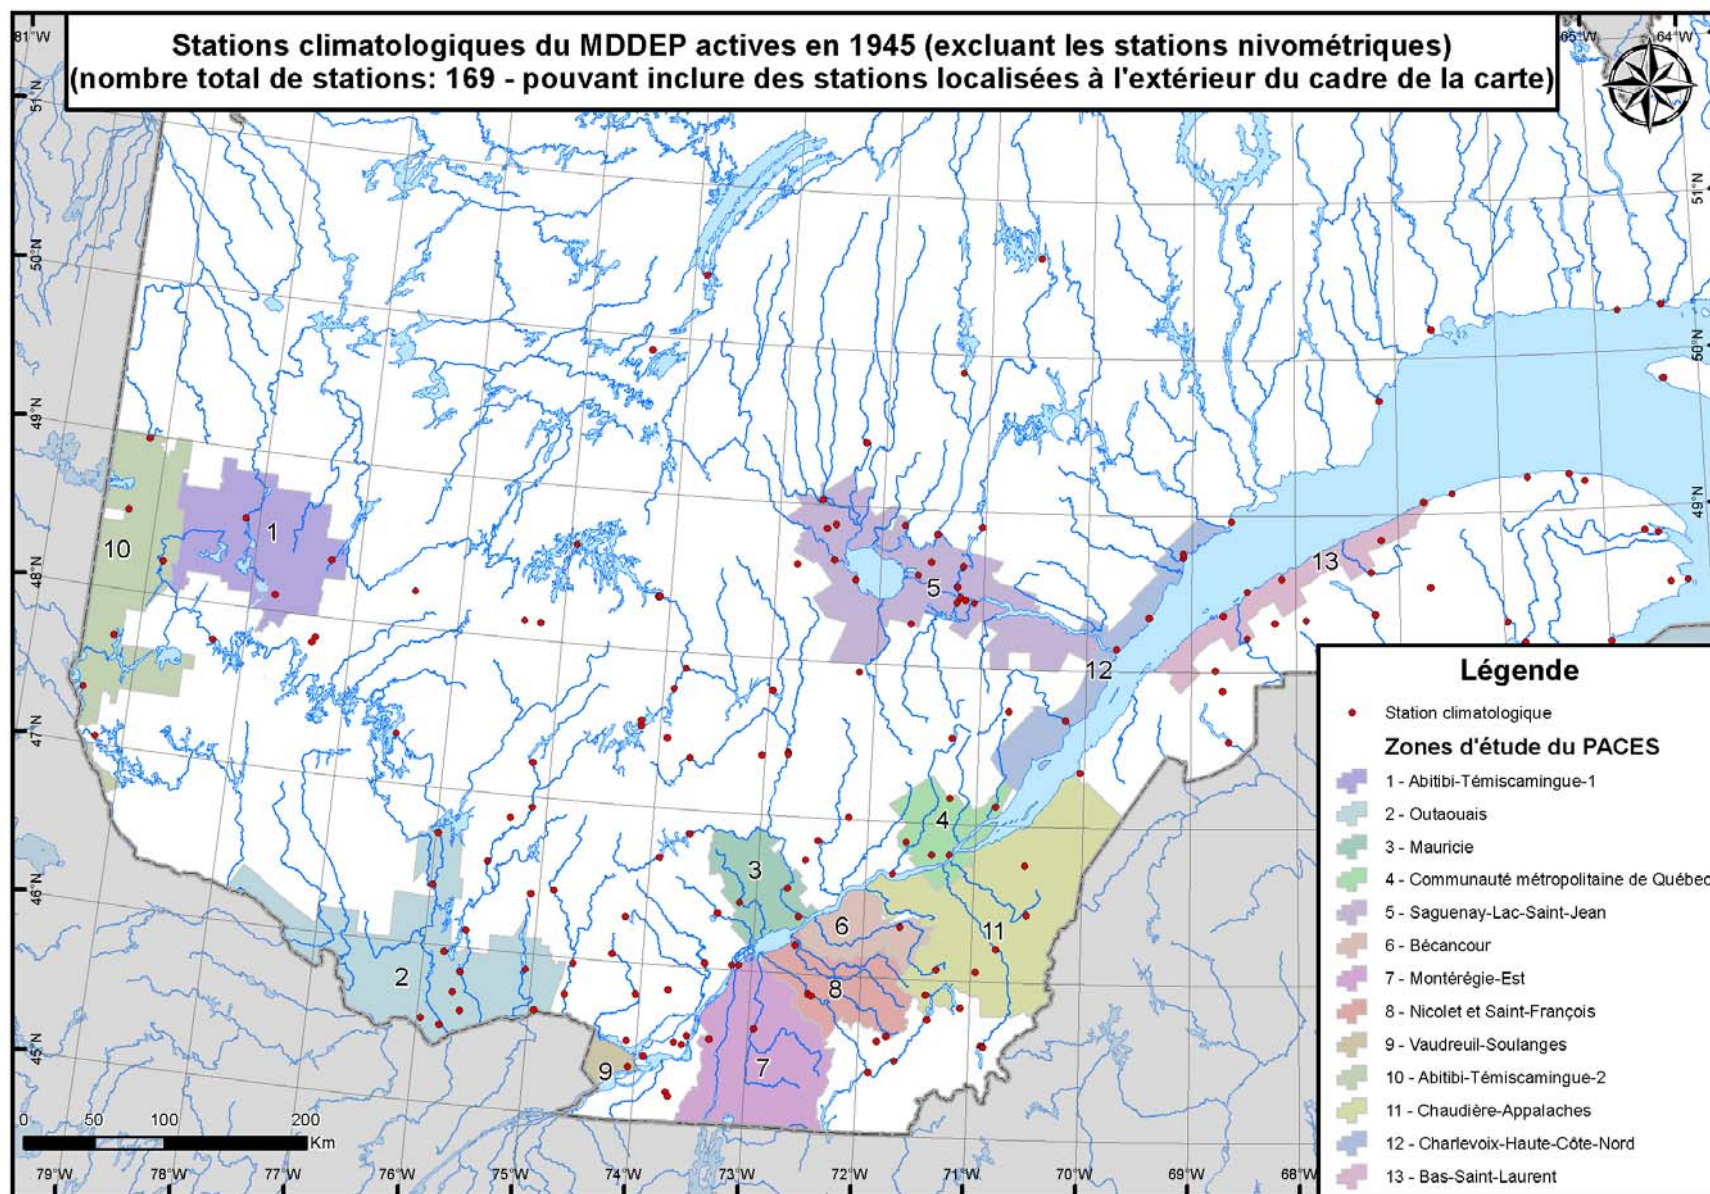 Stations climatologiques du MDDEP actives en 1945 (excluant les stations nivométriques)
(nombre total de stations: 169 - pouvant inclure des stations localisées à l'extérieur du cadre de la carte)
81°W
65°W
64°W
51°N
50°N
49°N
48°N
47°N
46°N
45°N
51°N
50°N
49°N
1
10
5
13
12
4
3
6
11
2
8
7
9
Légende
Station climatologique
Zones d'étude du PACES
1 - Abitibi-Témiscamingue-1
2 - Outaouais
3 - Mauricie
4 - Communauté métropolitaine de Québec
5 - Saguenay-Lac-Saint-Jean
6 - Bécancour
7 - Montérégie-Est
8 - Nicolet et Saint-François
9 - Vaudreuil-Soulanges
10 - Abitibi-Témiscamingue-2
11 - Chaudière-Appalaches
12 - Charlevoix-Haute-Côte-Nord
13 - Bas-Saint-Laurent
0 50 100 200
Km
79°W 78°W 77°W 76°W 75°W 74°W 73°W 72°W 71°W 70°W 69°W 68°W